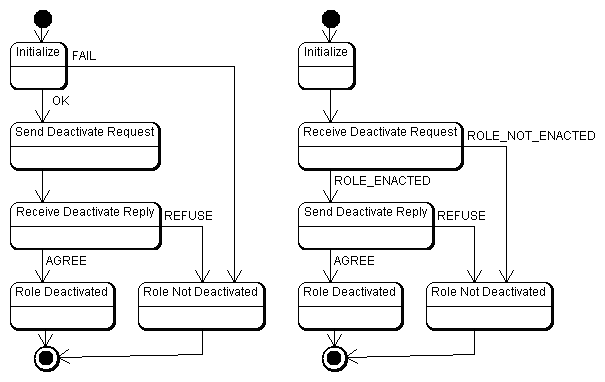 Initialize
FAIL
OK
Send Deactivate Request
Receive Deactivate Reply
REFUSE
AGREE
Role Deactivated
Role Not Deactivated
Initialize
Receive Deactivate Request
ROLE_NOT_ENACTED
ROLE_ENACTED
Send Deactivate Reply
REFUSE
AGREE
Role Deactivated
Role Not Deactivated